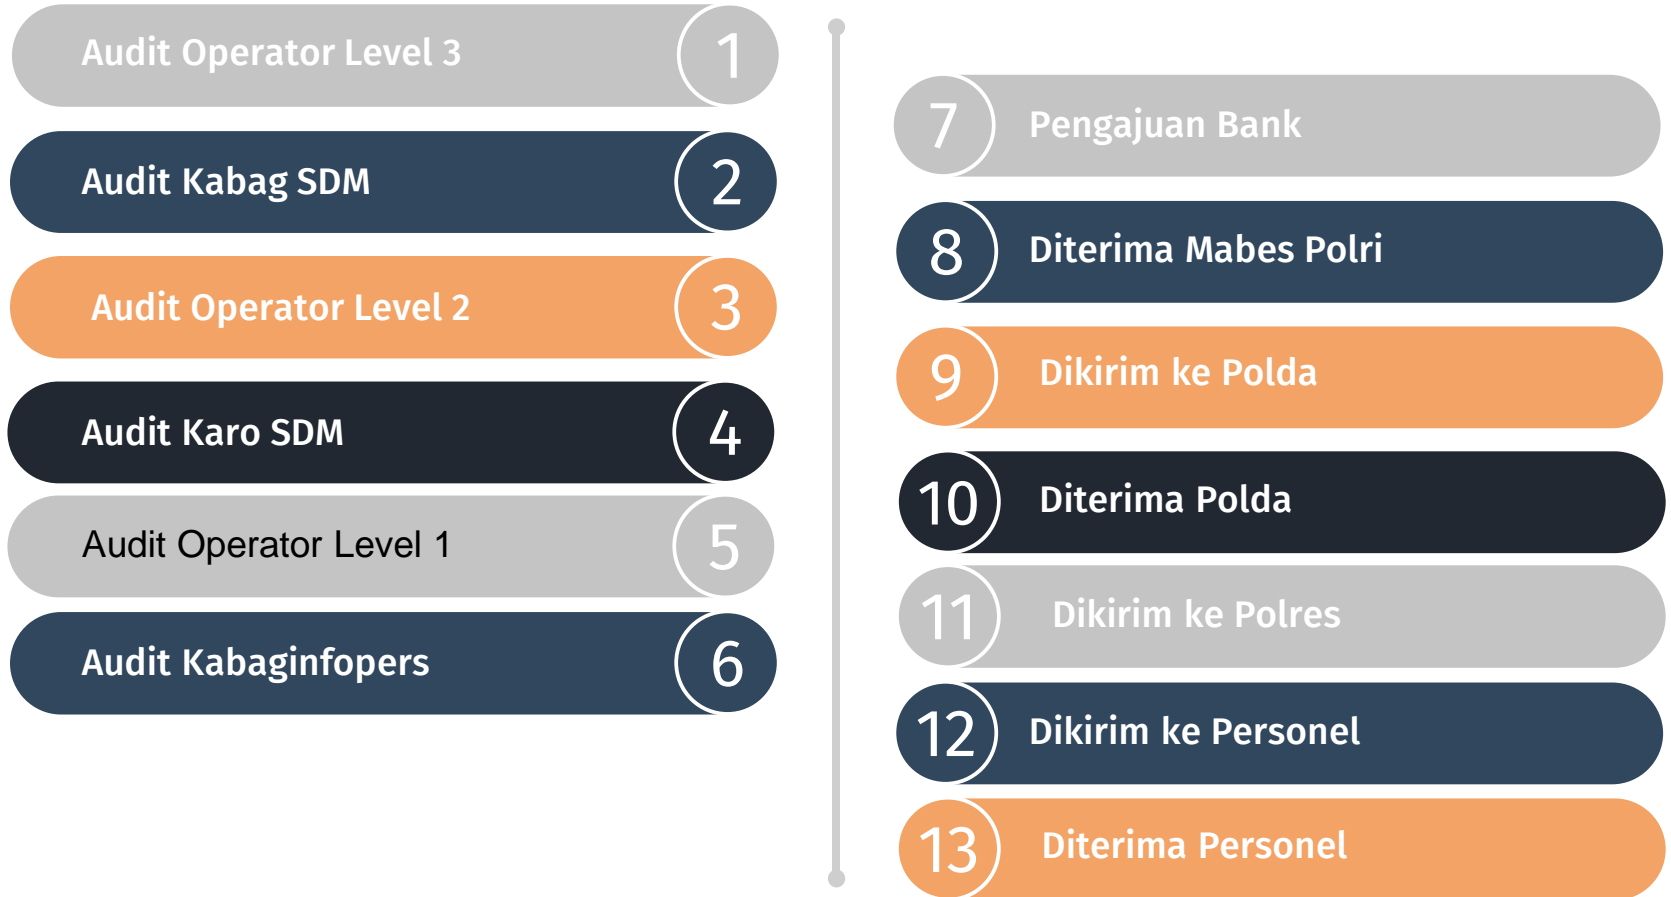 Audit Operator Level 3 1
Audit Kabag SDM 2
Audit Operator Level 2 3
Audit Karo SDM 4
Audit Operator Level 1 5
Audit Kabaginfopers 6
7 Pengajuan Bank
8 Diterima Mabes Polri
9 Dikirim ke Polda
10 Diterima Polda
11 Dikirim ke Polres
12 Dikirim ke Personel
13 Diterima Personel